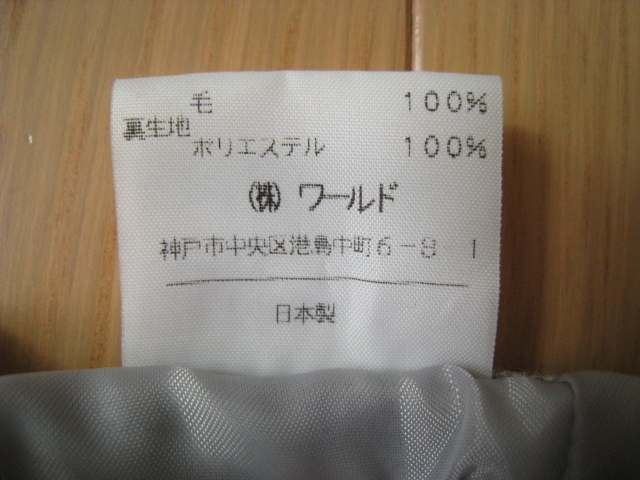 毛 100%
裏生地
ポリエステル 100%
(株) ワールド
神戸市中央区港島中町6-8 1
日本製